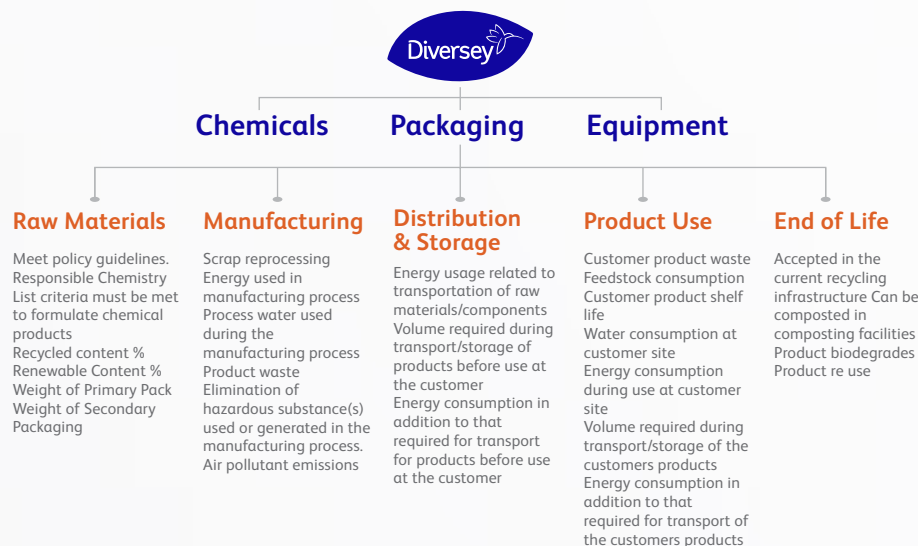 Diversey
Chemicals
Packaging
Equipment
Raw Materials
Meet policy guidelines.
Responsible Chemistry
List criteria must be met
to formulate chemical
products
Recycled content %
Renewable Content %
Weight of Primary Pack
Weight of Secondary
Packaging
Manufacturing
Scrap reprocessing
Energy used in
manufacturing process
Process water used
during the
manufacturing process
Product waste
Elimination of
hazardous substance(s)
used or generated in the
manufacturing process.
Air pollutant emissions
Distribution
& Storage
Energy usage related to
transportation of raw
materials/components
Volume required during
transport/storage of
products before use at
the customer
Energy consumption in
addition to that
required for transport
for products before use
at the customer
Product Use
Customer product waste
Feedstock consumption
Customer product shelf
life
Water consumption at
customer site
Energy consumption
during use at customer
site
Volume required during
transport/storage of the
customers products
Energy consumption in
addition to that
required for transport of
the customers products
End of Life
Accepted in the
current recycling
infrastructure Can be
composted in
composting facilities
Product biodegrades
Product re use